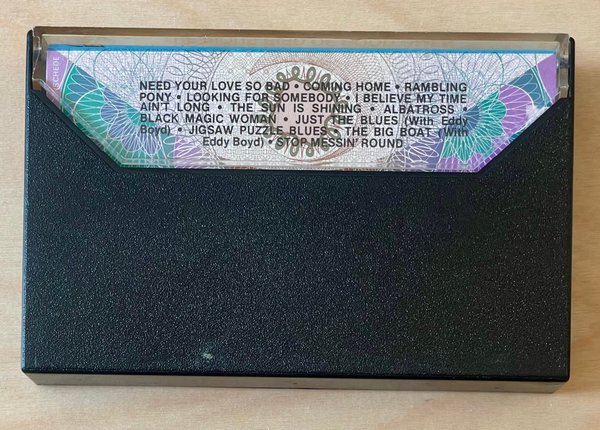 NEED YOUR LOVE SO BAD • COMING HOME • RAMBLING
PONY • LOOKING FOR SOMEBODY • I BELIEVE MY TIME
AIN'T LONG • THE SUN IS SHINING • ALBATROSS •
BLACK MAGIC WOMAN • JUST THE BLUES (With Eddy
Boyd) • JIGSAW PUZZLE BLUES • THE BIG BOAT (With
Eddy Boyd) • STOP MESSIN' ROUND